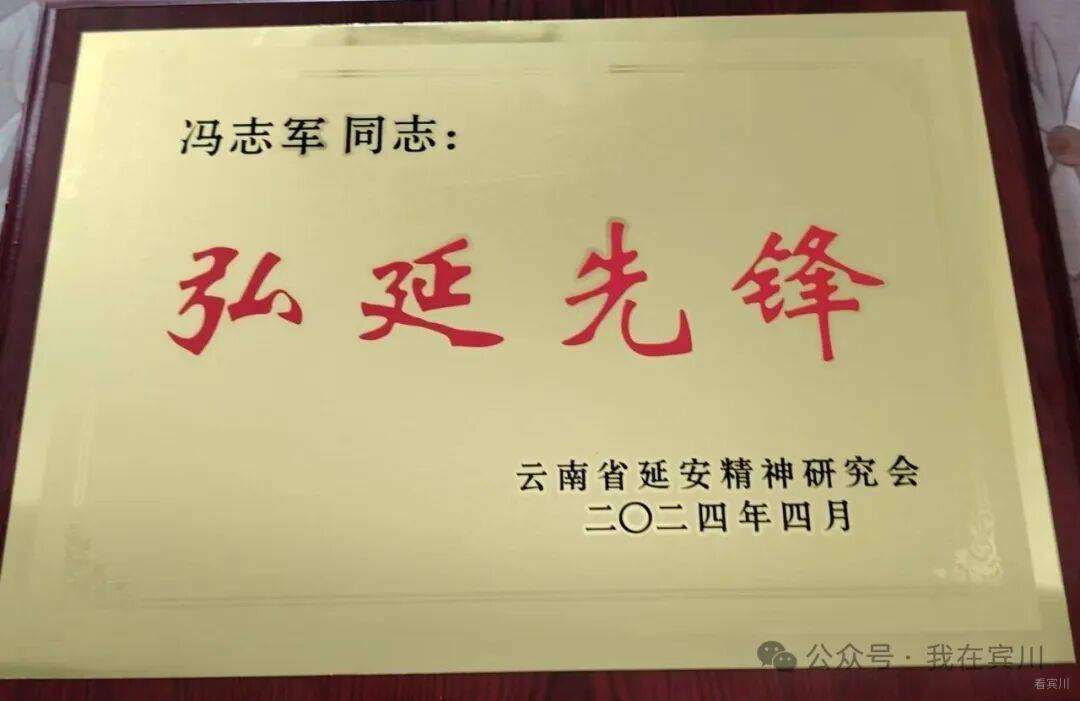 冯志军 同志：
弘延先锋
云南省延安精神研究会
二〇二四年四月
公众号 · 我在宾川
看宾川